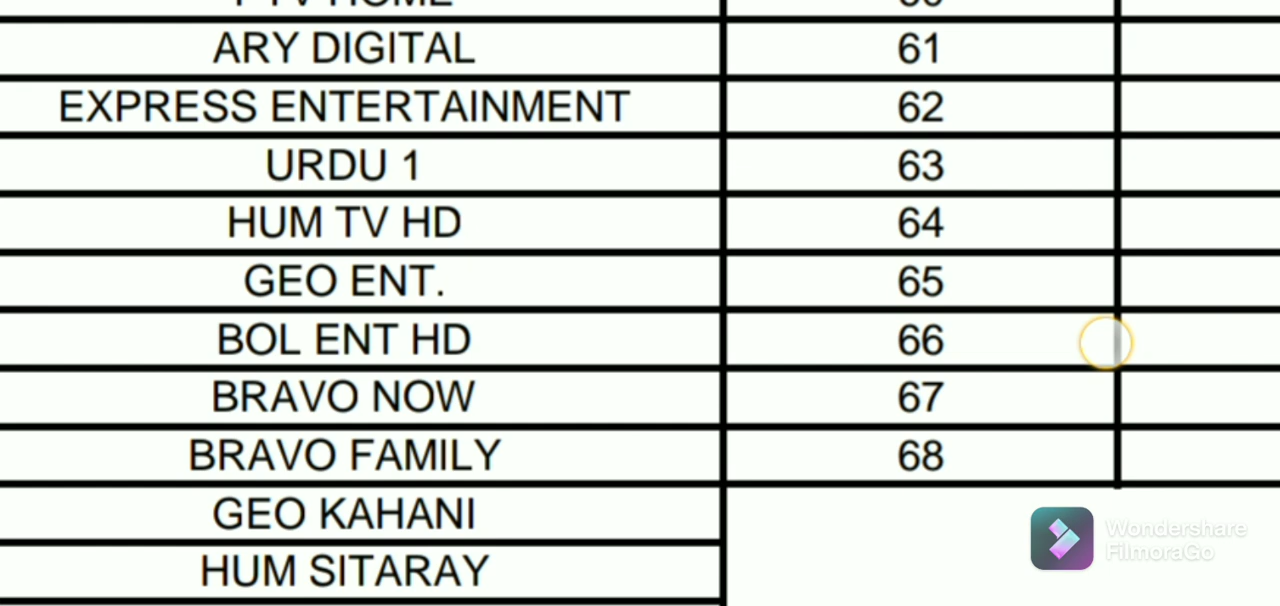 ARY DIGITAL 61
EXPRESS ENTERTAINMENT 62
URDU 1 63
HUM TV HD 64
GEO ENT. 65
BOL ENT HD 66
BRAVO NOW 67
BRAVO FAMILY 68
GEO KAHANI
HUM SITARAY
Wondershare
FilmoraGo